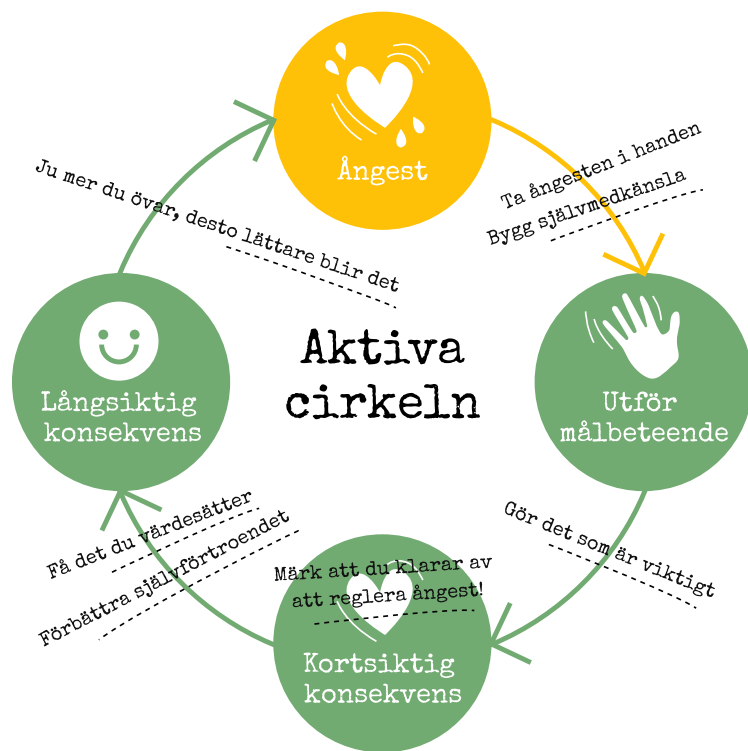 Ångest
Ta ångesten i handen
Bygg självmedkänsla
Utför
målbeteende
Gör det som är viktigt
Märk att du klarar av
att reglera ångest!
Kortsiktig
konsekvens
Få det du värdesätter
Förbättra självförtroendet
Långsiktig
konsekvens
Ju mer du övar, desto lättare blir det
Aktiva
cirkeln